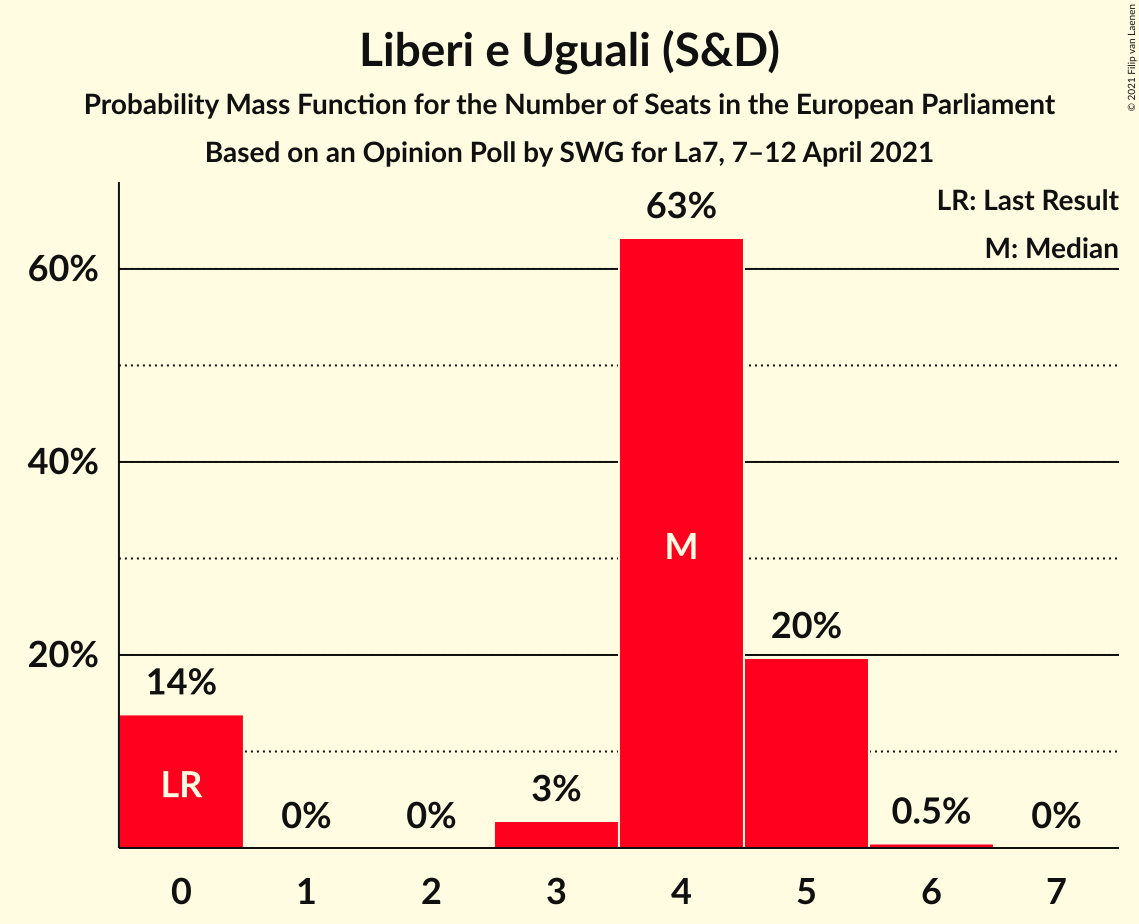 Liberi e Uguali (S&D)
Probability Mass Function for the Number of Seats in the European Parliament
Based on an Opinion Poll by SWG for La7, 7–12 April 2021
© 2021 Filip van Laenen
LR: Last Result
M: Median
63%
60%
40%
M
20%
20%
14%
LR
0%
0%
3%
0.5%
0%
0 1 2 3 4 5 6 7